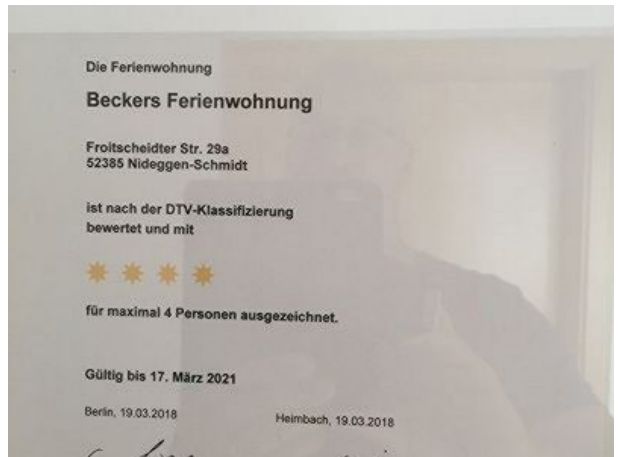 Die Ferienwohnung
Beckers Ferienwohnung
Froitscheidter Str. 29a
52385 Nideggen-Schmidt
ist nach der DTV-Klassifizierung
bewertet und mit
für maximal 4 Personen ausgezeichnet.
Gültig bis 17. März 2021
Berlin, 19.03.2018
Heimbach, 19.03.2018